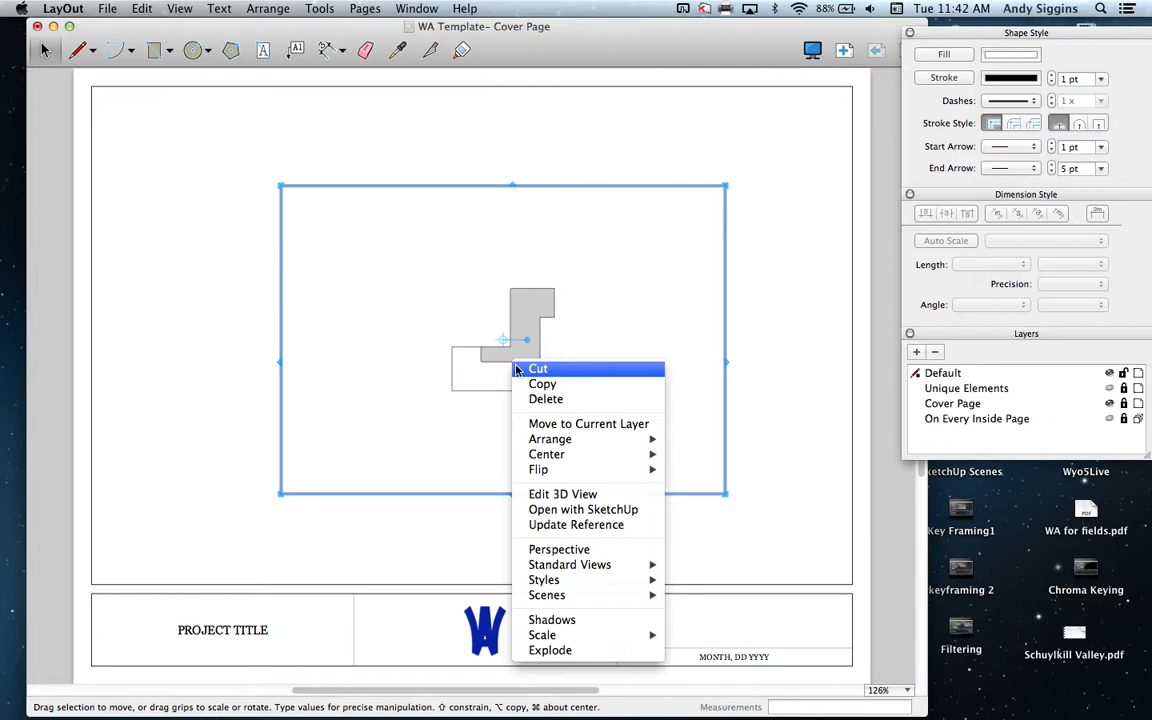 LayOut File Edit View Text Arrange Tools Pages Window Help 88% Tue 11:42 AM Andy Siggins
WA Template- Cover Page
A
A1
Shape Style
Fill
Stroke
1 pt
Dashes:
1 x
Stroke Style:
Start Arrow:
1 pt
End Arrow:
5 pt
Dimension Style
Auto Scale
Length:
Precision:
Angle:
Layers
Default
Unique Elements
Cover Page
On Every Inside Page
Cut
Copy
Delete
Move to Current Layer
Arrange
Center
Flip
Edit 3D View
Open with SketchUp
Update Reference
Perspective
Standard Views
Styles
Scenes
Shadows
Scale
Explode
PROJECT TITLE
W
MONTH, DD YYYY
126%
Drag selection to move, or drag grips to scale or rotate. Type values for precise manipulation. ⇧ constrain, ⌥ copy, ⌘ about center.
Measurements
ketchUp Scenes
Wyo5Live
Key Framing1
WA for fields.pdf
keyframing 2
Chroma Keying
Filtering
Schuylkill Valley.pdf
PDF